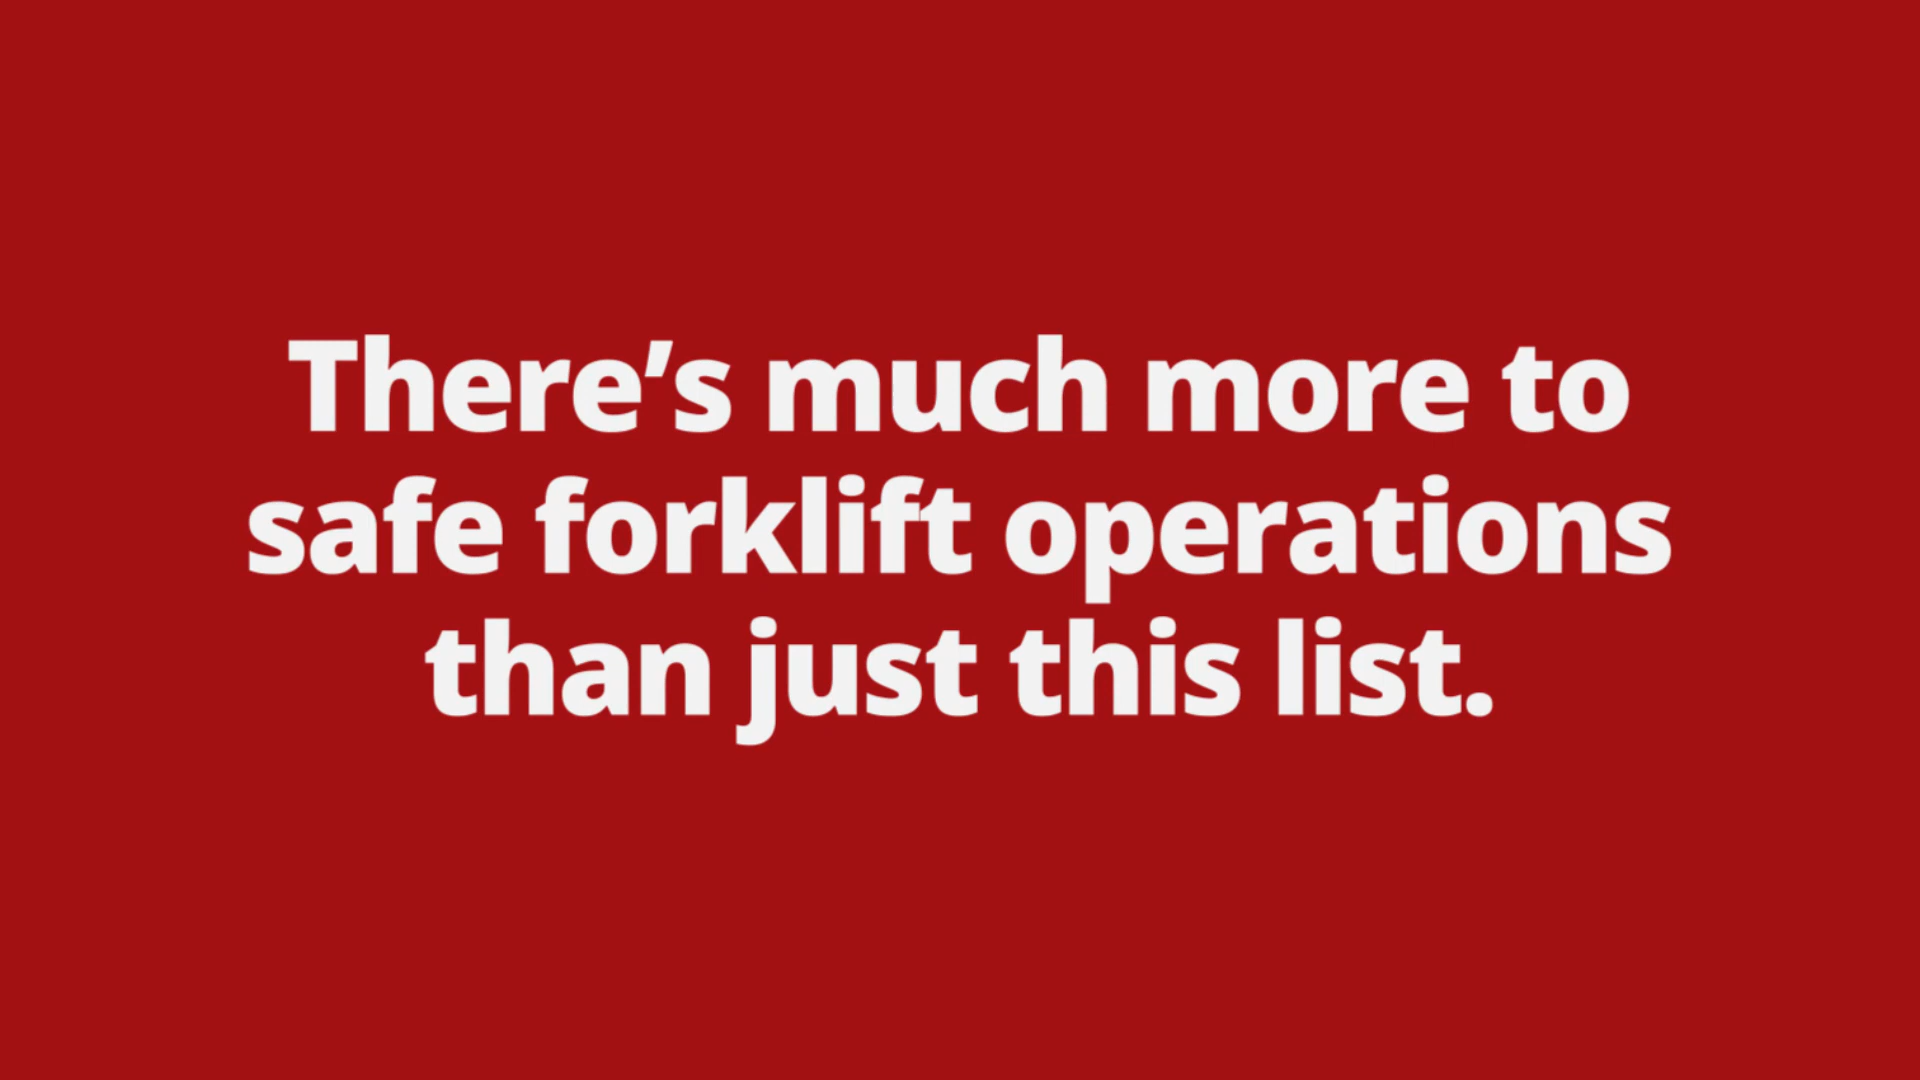 There’s much more to
safe forklift operations
than just this list.